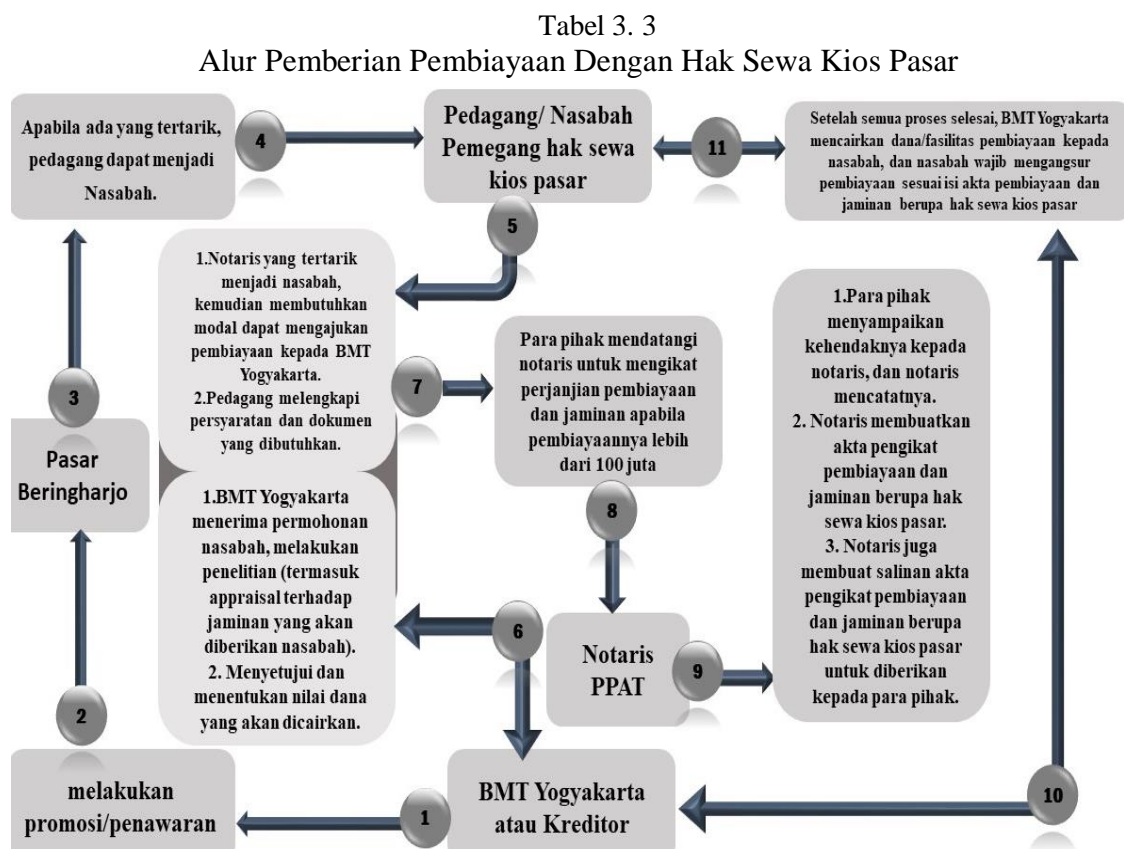 Tabel 3. 3
Alur Pemberian Pembiayaan Dengan Hak Sewa Kios Pasar
Apabila ada yang tertarik,
pedagang dapat menjadi
Nasabah.
4
Pedagang/ Nasabah
Pemegang hak sewa
kios pasar
11
Setelah semua proses selesai, BMT Yogyakarta
mencairkan dana/fasilitas pembiayaan kepada
nasabah, dan nasabah wajib mengangsur
pembiayaan sesuai isi akta pembiayaan dan
jaminan berupa hak sewa kios pasar
5
1.Notaris yang tertarik
menjadi nasabah,
kemudian membutuhkan
modal dapat mengajukan
pembiayaan kepada BMT
Yogyakarta.
2.Pedagang melengkapi
persyaratan dan dokumen
yang dibutuhkan.
7
Para pihak mendatangi
notaris untuk mengikat
perjanjian pembiayaan
dan jaminan apabila
pembiayaannya lebih
dari 100 juta
1.Para pihak
menyampaikan
kehendaknya kepada
notaris, dan notaris
mencatatnya.
2. Notaris membuatkan
akta pengikat
pembiayaan dan
jaminan berupa hak
sewa kios pasar.
3. Notaris juga
membuat salinan akta
pengikat pembiayaan
dan jaminan berupa
hak sewa kios pasar
untuk diberikan
kepada para pihak.
3
Pasar
Beringharjo
1.BMT Yogyakarta
menerima permohonan
nasabah, melakukan
penelitian (termasuk
appraisal terhadap
jaminan yang akan
diberikan nasabah).
2. Menyetujui dan
menentukan nilai dana
yang akan dicairkan.
8
6
Notaris
PPAT
9
2
melakukan
promosi/penawaran
1
BMT Yogyakarta
atau Kreditor
10